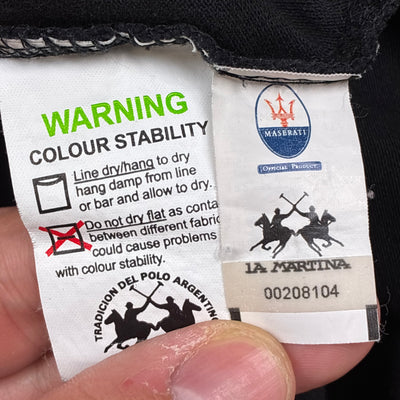 WARNING
COLOUR STABILITY
Line dry/hang to dry
hang damp from line
or bar and allow to dry.
Do not dry flat as conta
between different fabric
could cause problems
with colour stability.
TRADICION DEL POLO ARGENTINO
MASERATI
Official Product
LA MARTINA
00208104